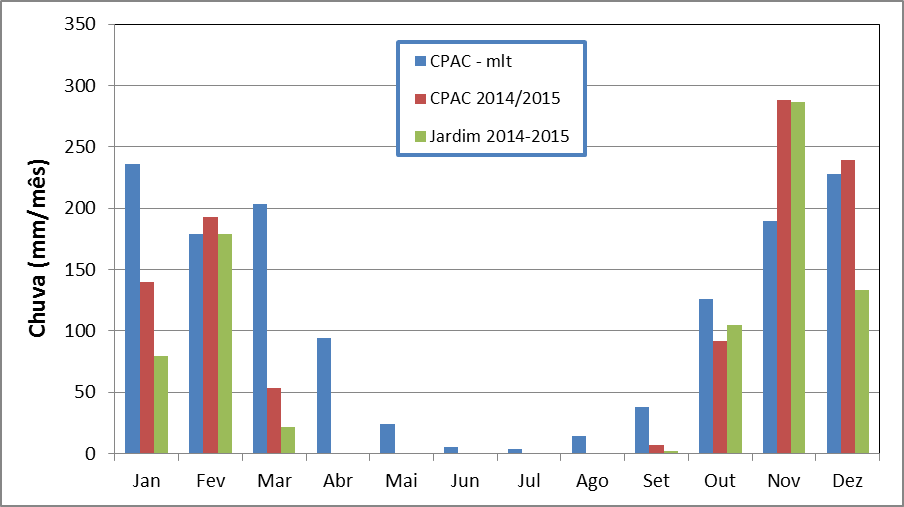 Chuva (mm/mês)
350
300
250
200
150
100
50
0
CPAC - mlt
CPAC 2014/2015
Jardim 2014-2015
Jan Fev Mar Abr Mai Jun Jul Ago Set Out Nov Dez